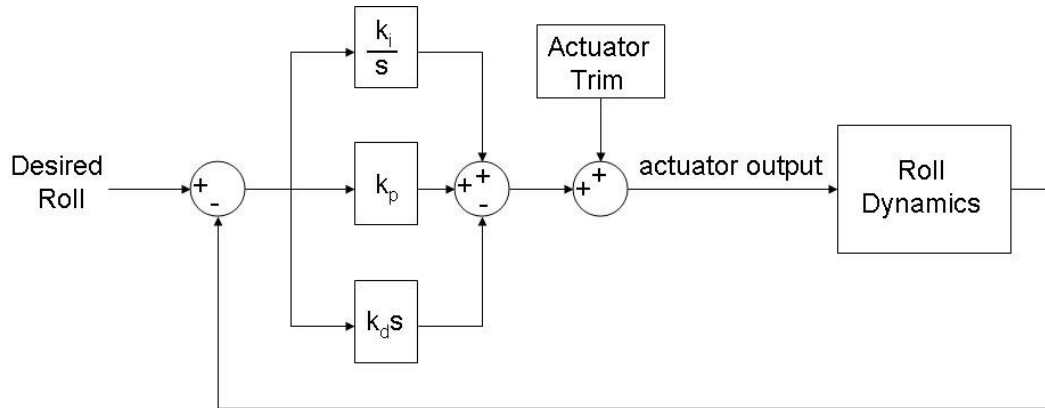 k_i
s
Actuator
Trim
Desired
Roll
+
-
k_p
+
+
-
+
+
actuator output
Roll
Dynamics
k_d s